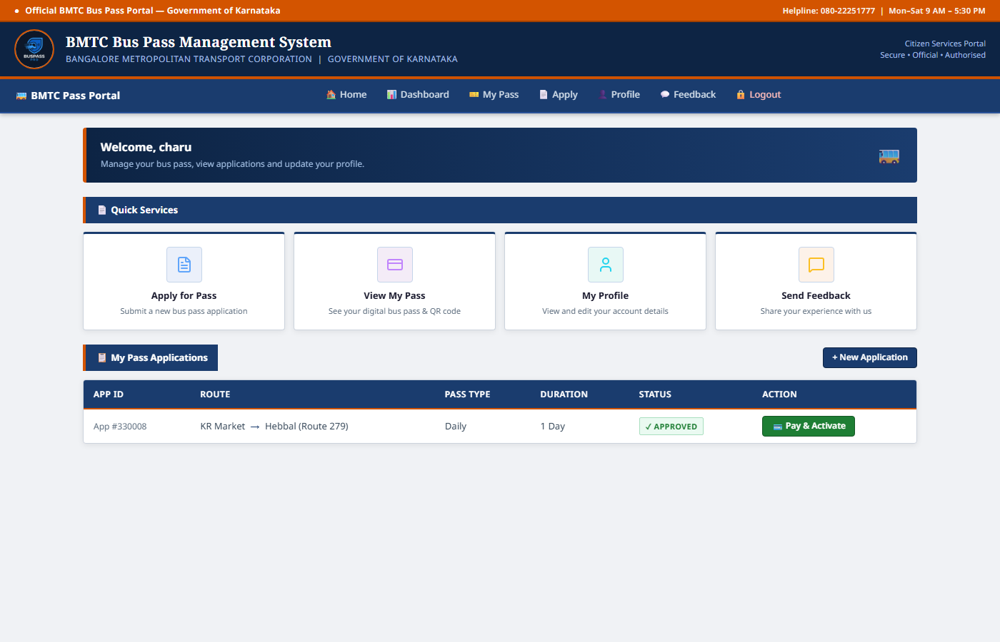 Official BMTC Bus Pass Portal — Government of Karnataka
Helpline: 080-22251777 | Mon–Sat 9 AM – 5:30 PM
BUSPASS
PRO
BMTC Bus Pass Management System
BANGALORE METROPOLITAN TRANSPORT CORPORATION | GOVERNMENT OF KARNATAKA
Citizen Services Portal
Secure • Official • Authorised
BMTC Pass Portal
Home Dashboard My Pass Apply Profile Feedback Logout
Welcome, charu
Manage your bus pass, view applications and update your profile.
Quick Services
Apply for Pass
Submit a new bus pass application
View My Pass
See your digital bus pass & QR code
My Profile
View and edit your account details
Send Feedback
Share your experience with us
My Pass Applications
+ New Application
APP ID ROUTE PASS TYPE DURATION STATUS ACTION
App #330008 KR Market → Hebbal (Route 279) Daily 1 Day ✓ APPROVED Pay & Activate